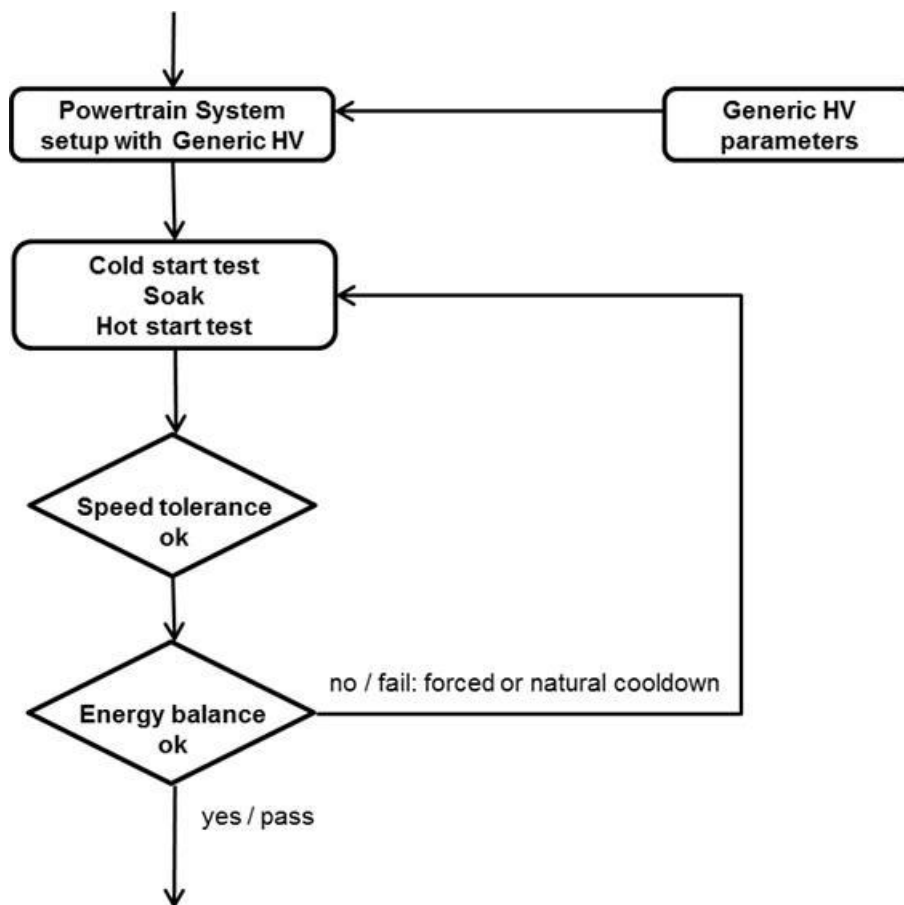 Powertrain System
setup with Generic HV
Generic HV
parameters
Cold start test
Soak
Hot start test
Speed tolerance
ok
no / fail: forced or natural cooldown
Energy balance
ok
yes / pass